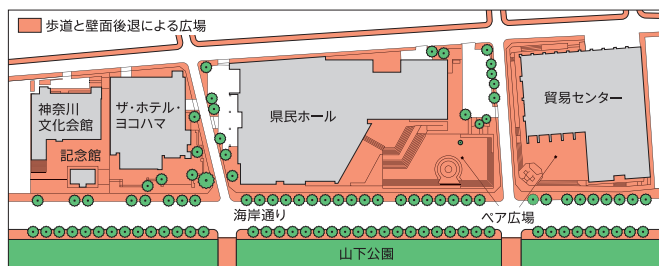 歩道と壁面後退による広場
神奈川
文化会館
ザ・ホテル・
ヨコハマ
県民ホール
貿易センター
記念館
海岸通り
ペア広場
山下公園